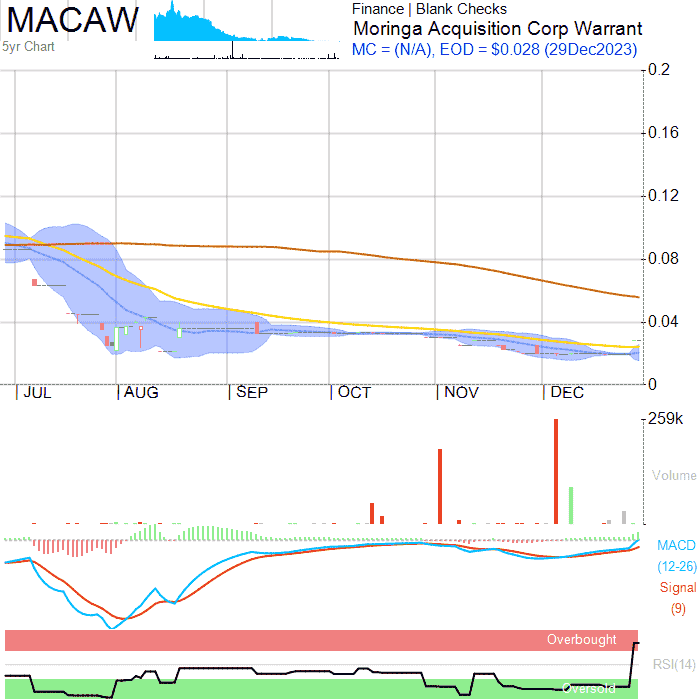 MACAW
5yr Chart
Finance | Blank Checks
Moringa Acquisition Corp Warrant
MC = (N/A), EOD = $0.028 (29Dec2023)
0.2
0.16
0.12
0.08
0.04
0
JUL AUG SEP OCT NOV DEC
259k
Volume
MACD
(12-26)
Signal
(9)
Overbought
RSI(14)
Oversold